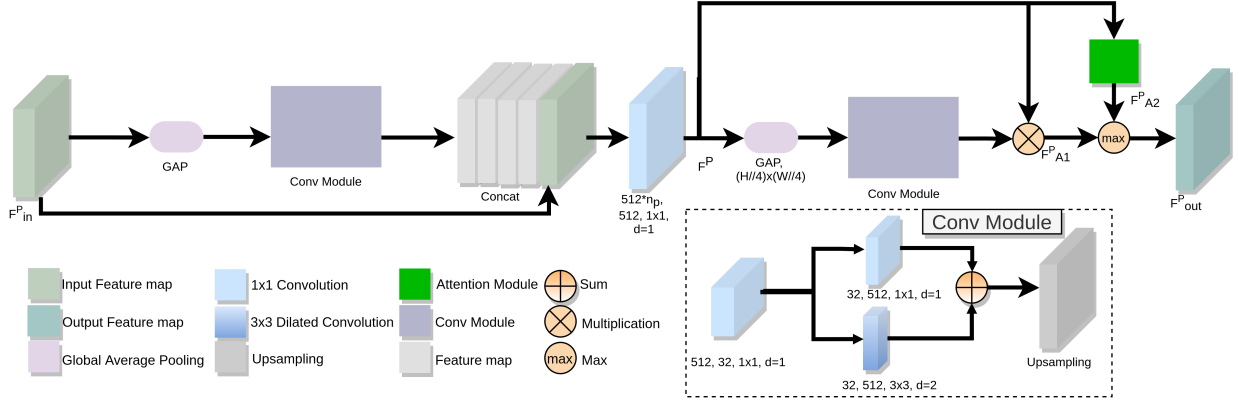 F^P_in
GAP
Conv Module
Concat
512*n_p,
512, 1x1,
d=1
F^P
GAP,
(H//4)x(W//4)
Conv Module
F^P_A1
F^P_A2
max
F^P_out
Conv Module
512, 32, 1x1, d=1
32, 512, 1x1, d=1
32, 512, 3x3, d=2
Upsampling
Input Feature map
1x1 Convolution
Attention Module
Sum
Output Feature map
3x3 Dilated Convolution
Conv Module
Multiplication
Global Average Pooling
Upsampling
Feature map
max
Max